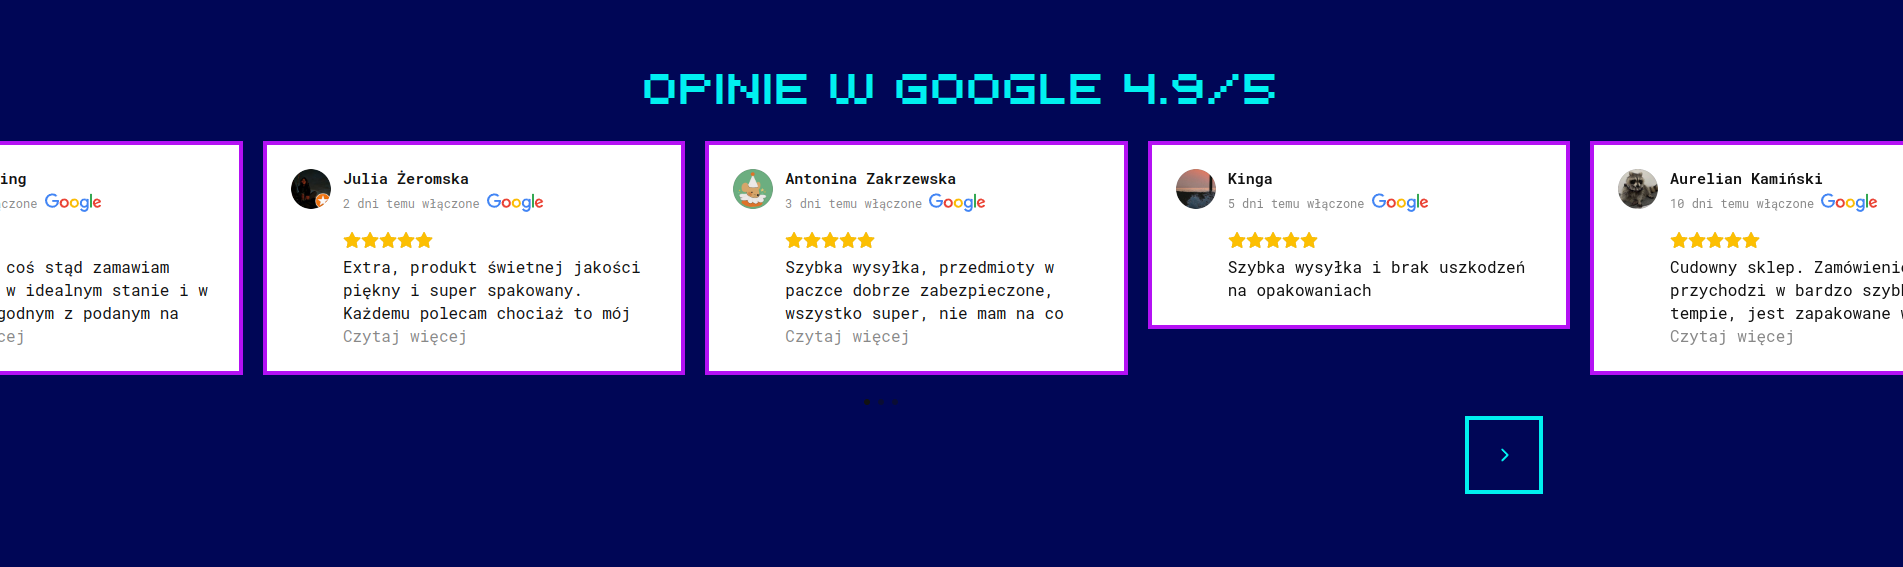 OPINIE W GOOGLE 4.9/5
ing
Google
coś stąd zamawiam
w idealnym stanie i w
z podanym na
Julia Żeromska
2 dni temu włączone Google
Extra, produkt świetnej jakości
piękny i super spakowany.
Każdemu polecam chociaż to mój
Czytaj więcej
Antonina Zakrzewska
3 dni temu włączone Google
Szybka wysyłka, przedmioty w
paczce dobrze zabezpieczone,
wszystko super, nie mam na co
Czytaj więcej
Kinga
5 dni temu włączone Google
Szybka wysyłka i brak uszkodzeń
na opakowaniach
Aurelian Kamiński
10 dni temu włączone Google
Cudowny sklep. Zamówieni
przychodzi w bardzo szyb
tempie, jest zapakowane
Czytaj więcej